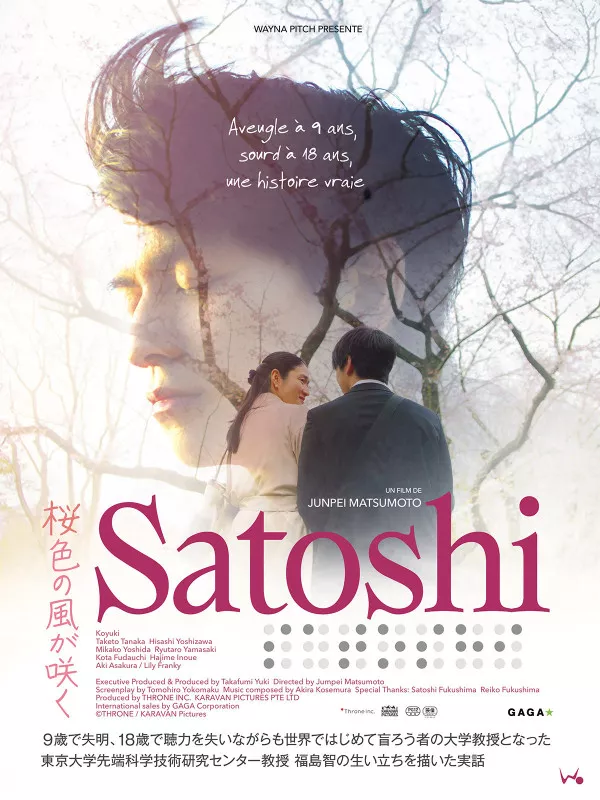 WAYNA PITCH PRESENTE
Aveugle à 9 ans,
sourd à 18 ans,
une histoire vraie
UN FILM DE
JUNPEI MATSUMOTO
Satoshi
桜色の風が咲く
Koyuki
Taketo Tanaka Hisashi Yoshizawa
Mikako Yoshida Ryutaro Yamasaki
Kota Fudauchi Hajime Inoue
Aki Asakura / Lily Franky
Executive Produced & Produced by Takafumi Yuki Directed by Jumpei Matsumoto
Screenplay by Tomohiro Yokomaku Music composed by Akira Kosemura Special Thanks: Satoshi Fukushima Reiko Fukushima
Produced by THRONE INC. KARAVAN PICTURES PTE LTD
International sales by GAGA Corporation
©THRONE / KARAVAN Pictures
Throne inc.
GAGA★
9歳で失明、18歳で聴力を失いながらも世界ではじめて盲ろう者の大学教授となった
東京大学先端科学技術研究センター教授 福島智の生い立ちを描いた実話